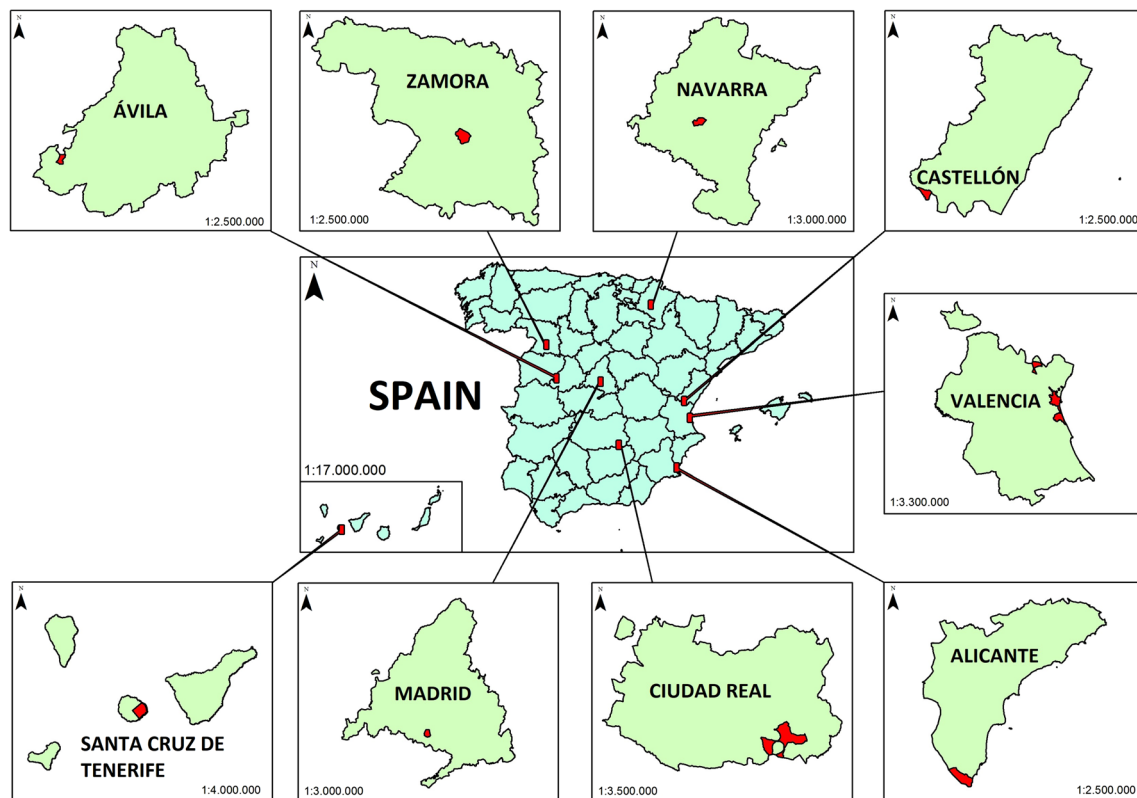 N
ÁVILA
1:2.500.000
N
ZAMORA
1:2.500.000
N
NAVARRA
1:3.000.000
N
CASTELLÓN
1:2.500.000
N
SPAIN
1:17.000.000
N
VALENCIA
1:3.300.000
N
SANTA CRUZ DE
TENERIFE
1:4.000.000
N
MADRID
1:3.000.000
N
CIUDAD REAL
1:3.500.000
N
ALICANTE
1:2.500.000